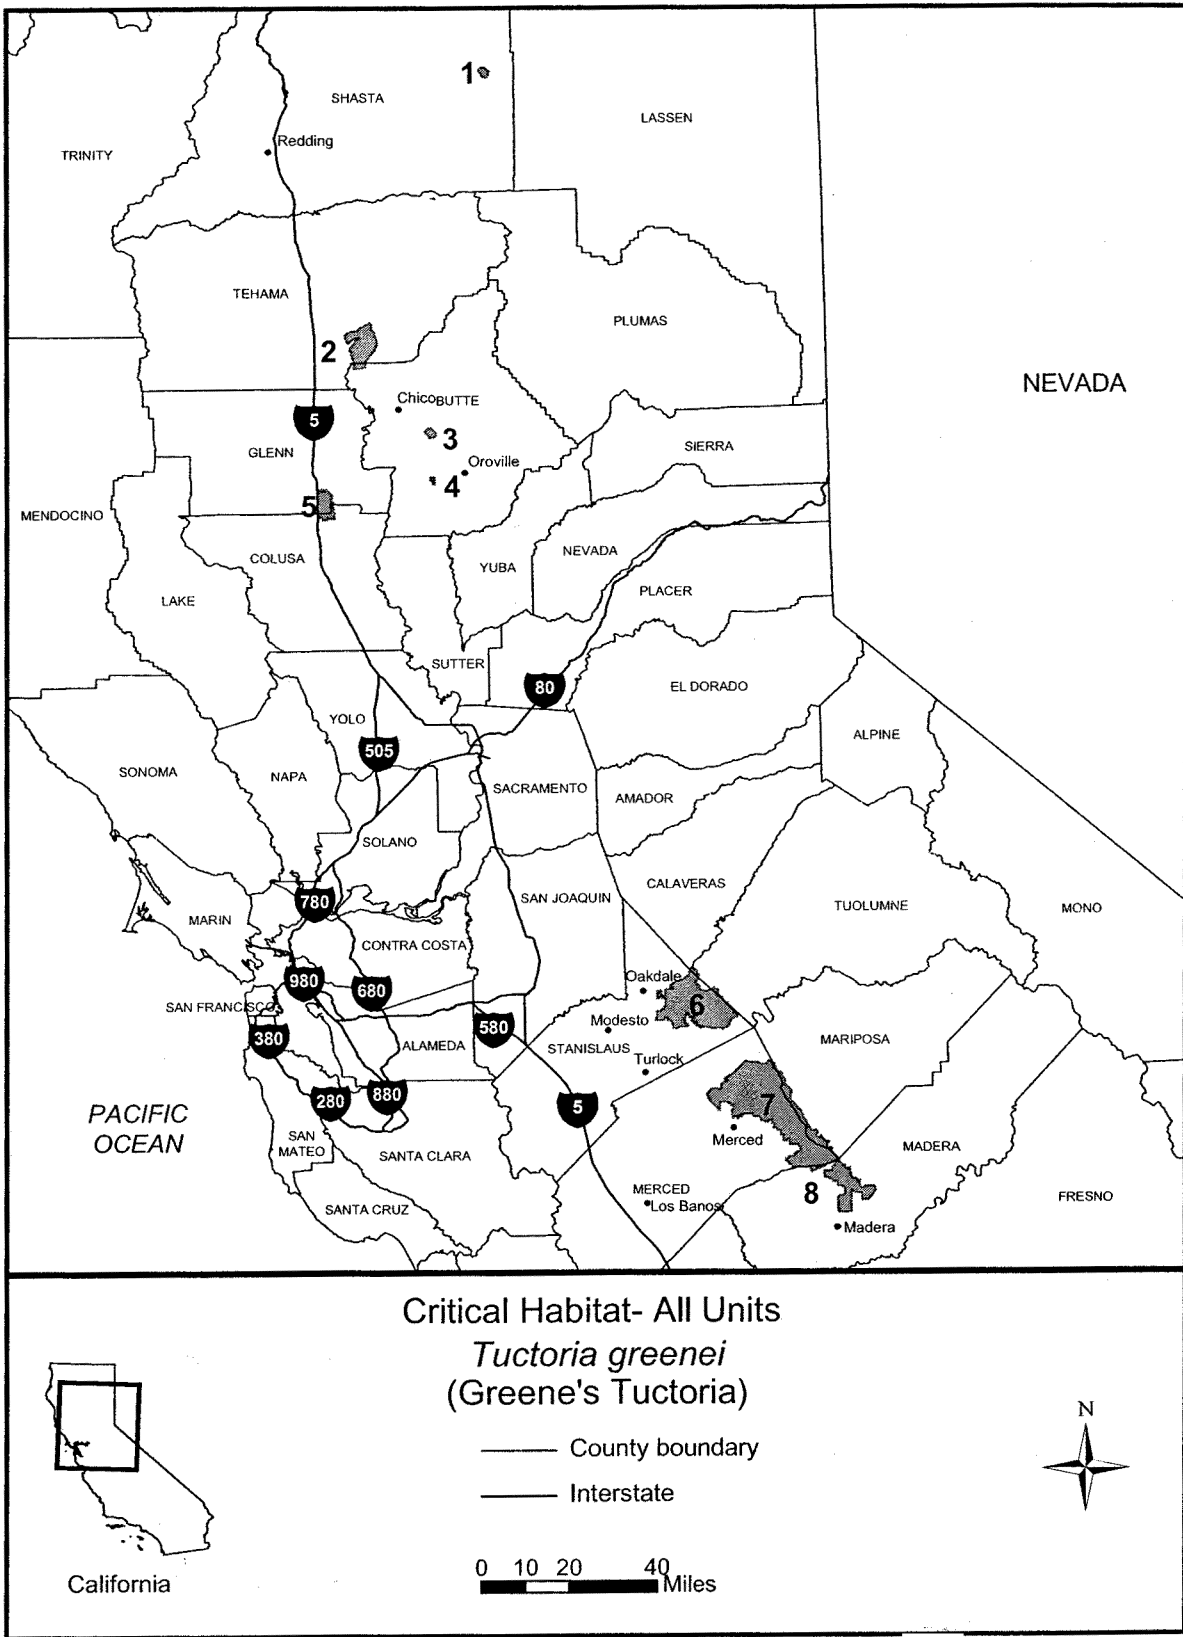 1
SHASTA
LASSEN
Redding
TRINITY
TEHAMA
PLUMAS
2
NEVADA
Chico BUTTE
5
3
SIERRA
GLENN
Oroville
4
5
MENDOCINO
NEVADA
COLUSA
YUBA
PLACER
LAKE
SUTTER
80
EL DORADO
YOLO
ALPINE
505
SONOMA
NAPA
SACRAMENTO
AMADOR
SOLANO
CALAVERAS
780
SAN JOAQUIN
TUOLUMNE
MONO
MARIN
CONTRA COSTA
Oakdale
980
680
SAN FRANCISCO
6
Modesto
580
380
ALAMEDA
STANISLAUS
MARIPOSA
Turlock
280
880
5
7
PACIFIC
OCEAN
Merced
SAN
MATEO
SANTA CLARA
MADERA
MERCED
8
Los Banos
FRESNO
SANTA CRUZ
Madera
Critical Habitat- All Units
Tuctoria greenei
(Greene's Tuctoria)
N
County boundary
Interstate
0 10 20 40
Miles
California